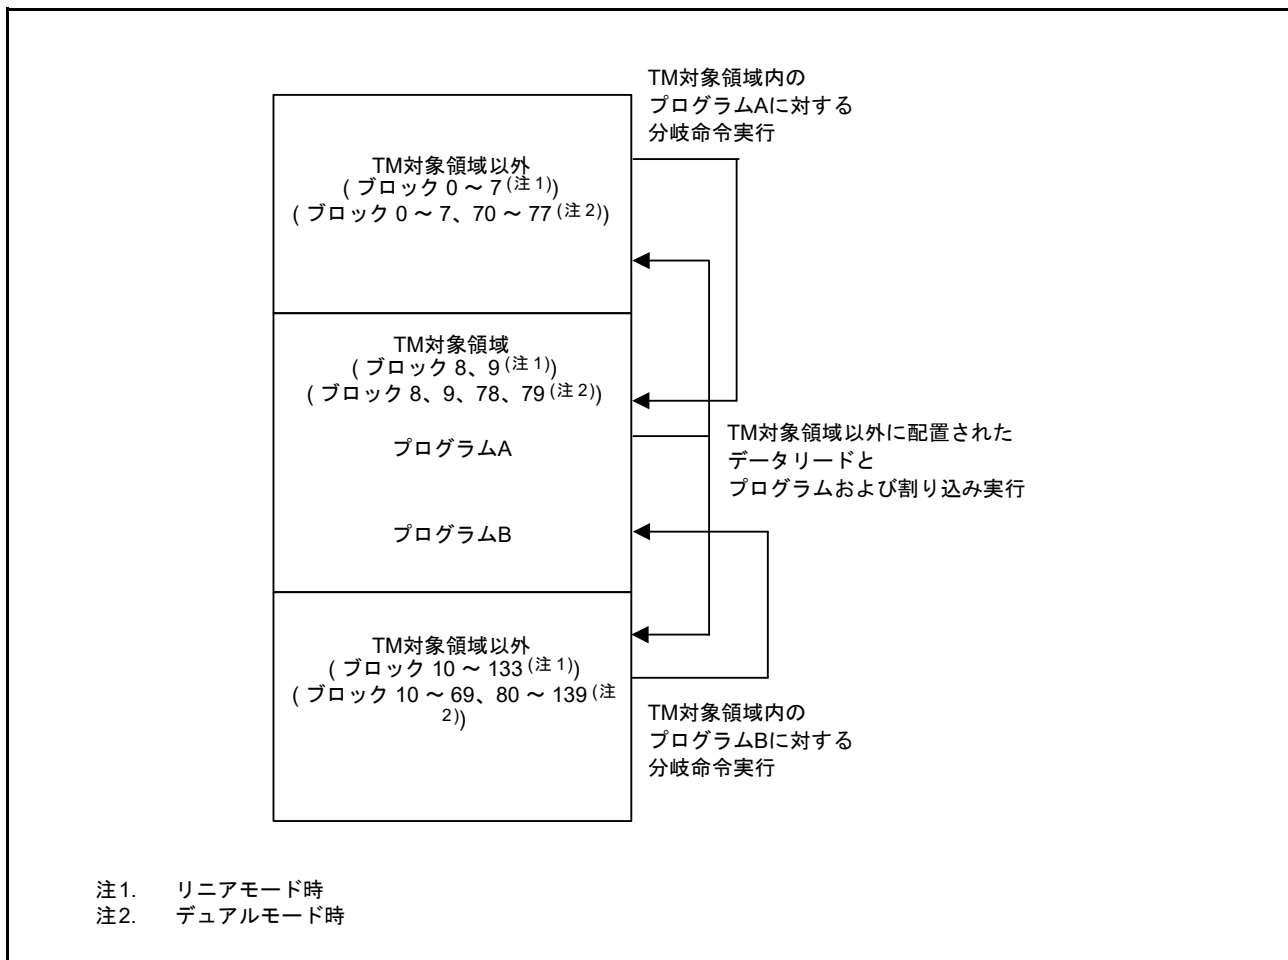 TM対象領域内の
プログラムAに対する
分岐命令実行
TM対象領域以外
( ブロック 0 ～ 7 (注 1))
( ブロック 0 ～ 7、70 ～ 77 (注 2))
TM対象領域
( ブロック 8、9 (注 1))
( ブロック 8、9、78、79 (注 2))
プログラムA
プログラムB
TM対象領域以外に配置された
データリードと
プログラムおよび割り込み実行
TM対象領域以外
( ブロック 10 ～ 133 (注 1))
( ブロック 10 ～ 69、80 ～ 139 (注
2))
TM対象領域内の
プログラムBに対する
分岐命令実行
注1. リニアモード時
注2. デュアルモード時